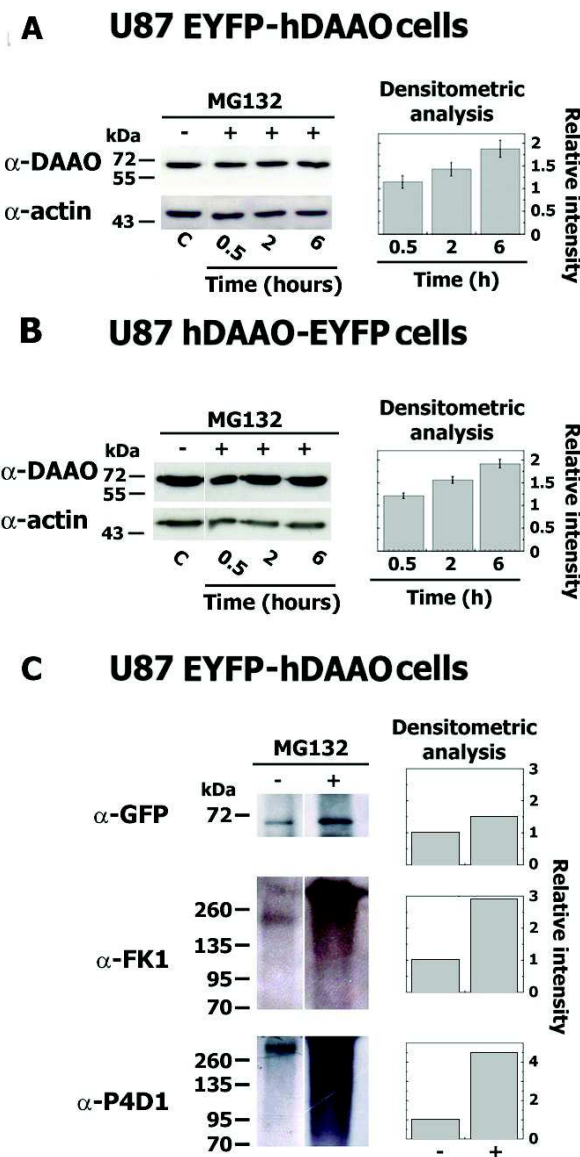 A U87 EYFP-hDAAO cells
MG132
kDa - + + +
α-DAAO 72
55
α-actin 43
C 0.5 2 6
Time (hours)
Densitometric
analysis
2
1.5
1
0.5
0
Relative intensity
0.5 2 6
Time (h)
B U87 hDAAO-EYFP cells
MG132
kDa - + + +
α-DAAO 72
55
α-actin 43
C 0.5 2 6
Time (hours)
Densitometric
analysis
2
1.5
1
0.5
0
Relative intensity
0.5 2 6
Time (h)
C U87 EYFP-hDAAO cells
MG132
- +
kDa
α-GFP 72
α-FK1
260
135
95
70
α-P4D1
260
135
95
70
Densitometric
analysis
3
2
1
0
3
2
1
0
4
2
0
Relative intensity
- +